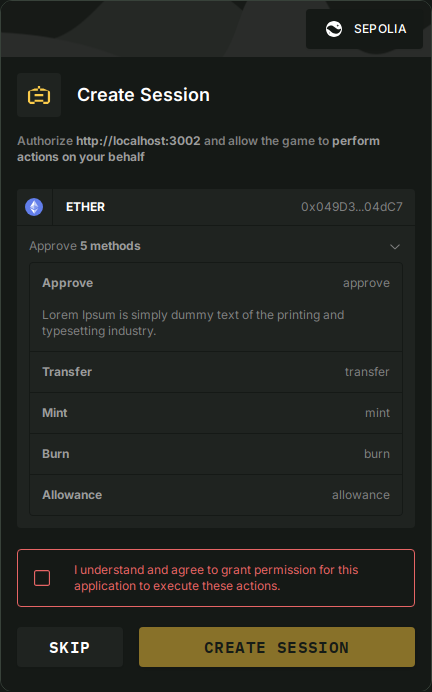 SEPOLIA
Create Session
Authorize http://localhost:3002 and allow the game to perform
actions on your behalf
ETHER 0x049D3...04dC7
Approve 5 methods
Approve approve
Lorem Ipsum is simply dummy text of the printing and
typesetting industry.
Transfer transfer
Mint mint
Burn burn
Allowance allowance
I understand and agree to grant permission for this
application to execute these actions.
SKIP CREATE SESSION